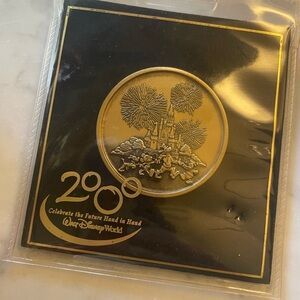 2000
Celebrate the Future Hand in Hand
Walt Disney World